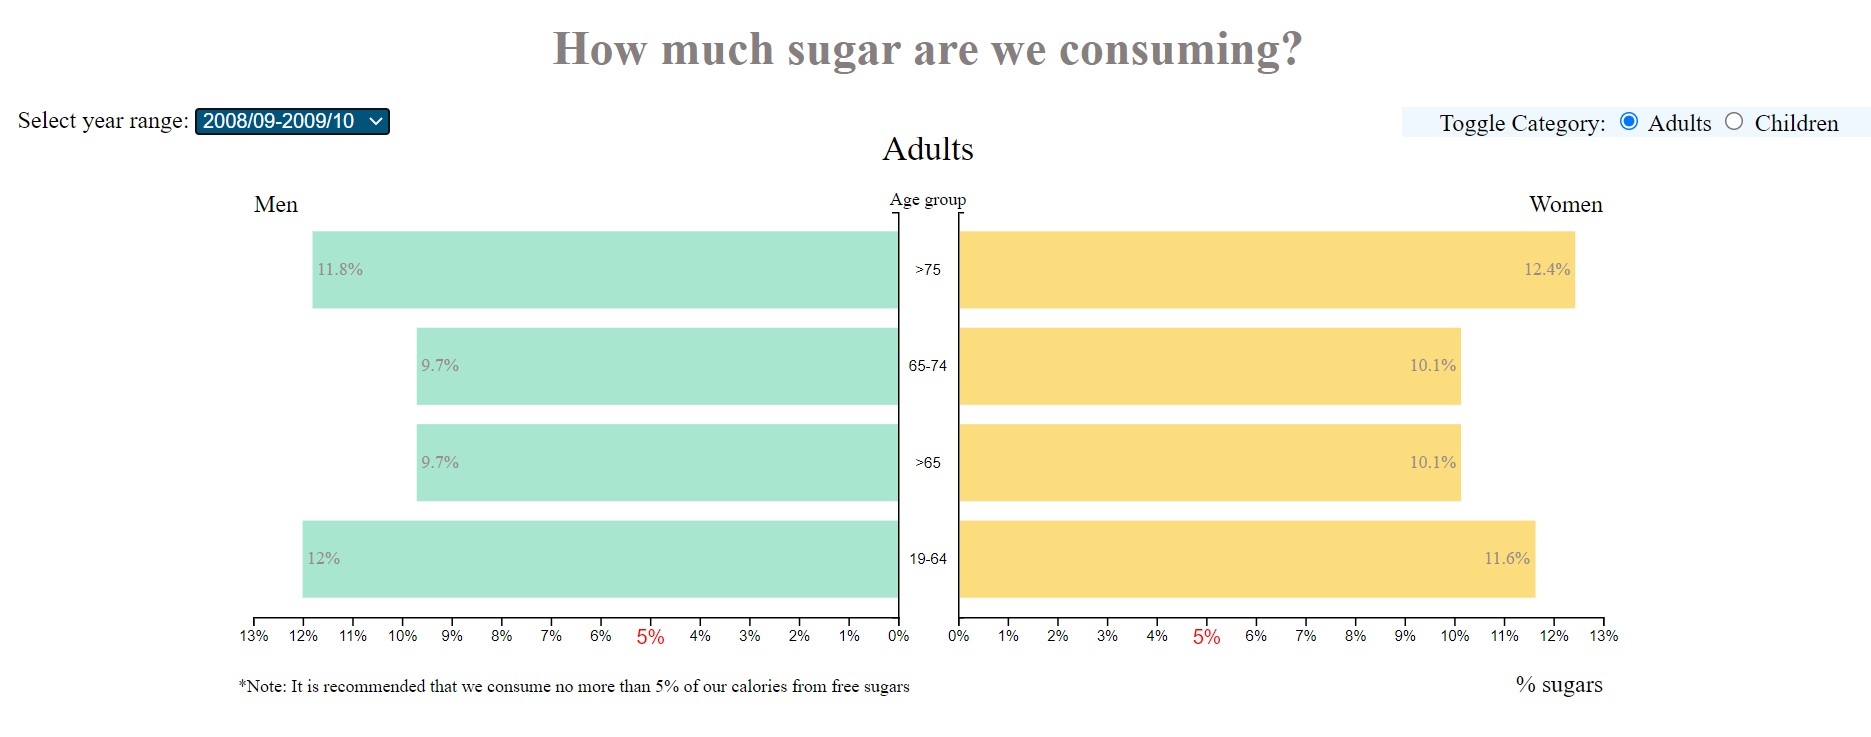 How much sugar are we consuming?
Select year range: 2008/09-2009/10
Toggle Category: Adults Children
Adults
Men Age group Women
11.8% >75 12.4%
9.7% 65-74 10.1%
9.7% >65 10.1%
12% 19-64 11.6%
13% 12% 11% 10% 9% 8% 7% 6% 5% 4% 3% 2% 1% 0% 0% 1% 2% 3% 4% 5% 6% 7% 8% 9% 10% 11% 12% 13%
*Note: It is recommended that we consume no more than 5% of our calories from free sugars
% sugars